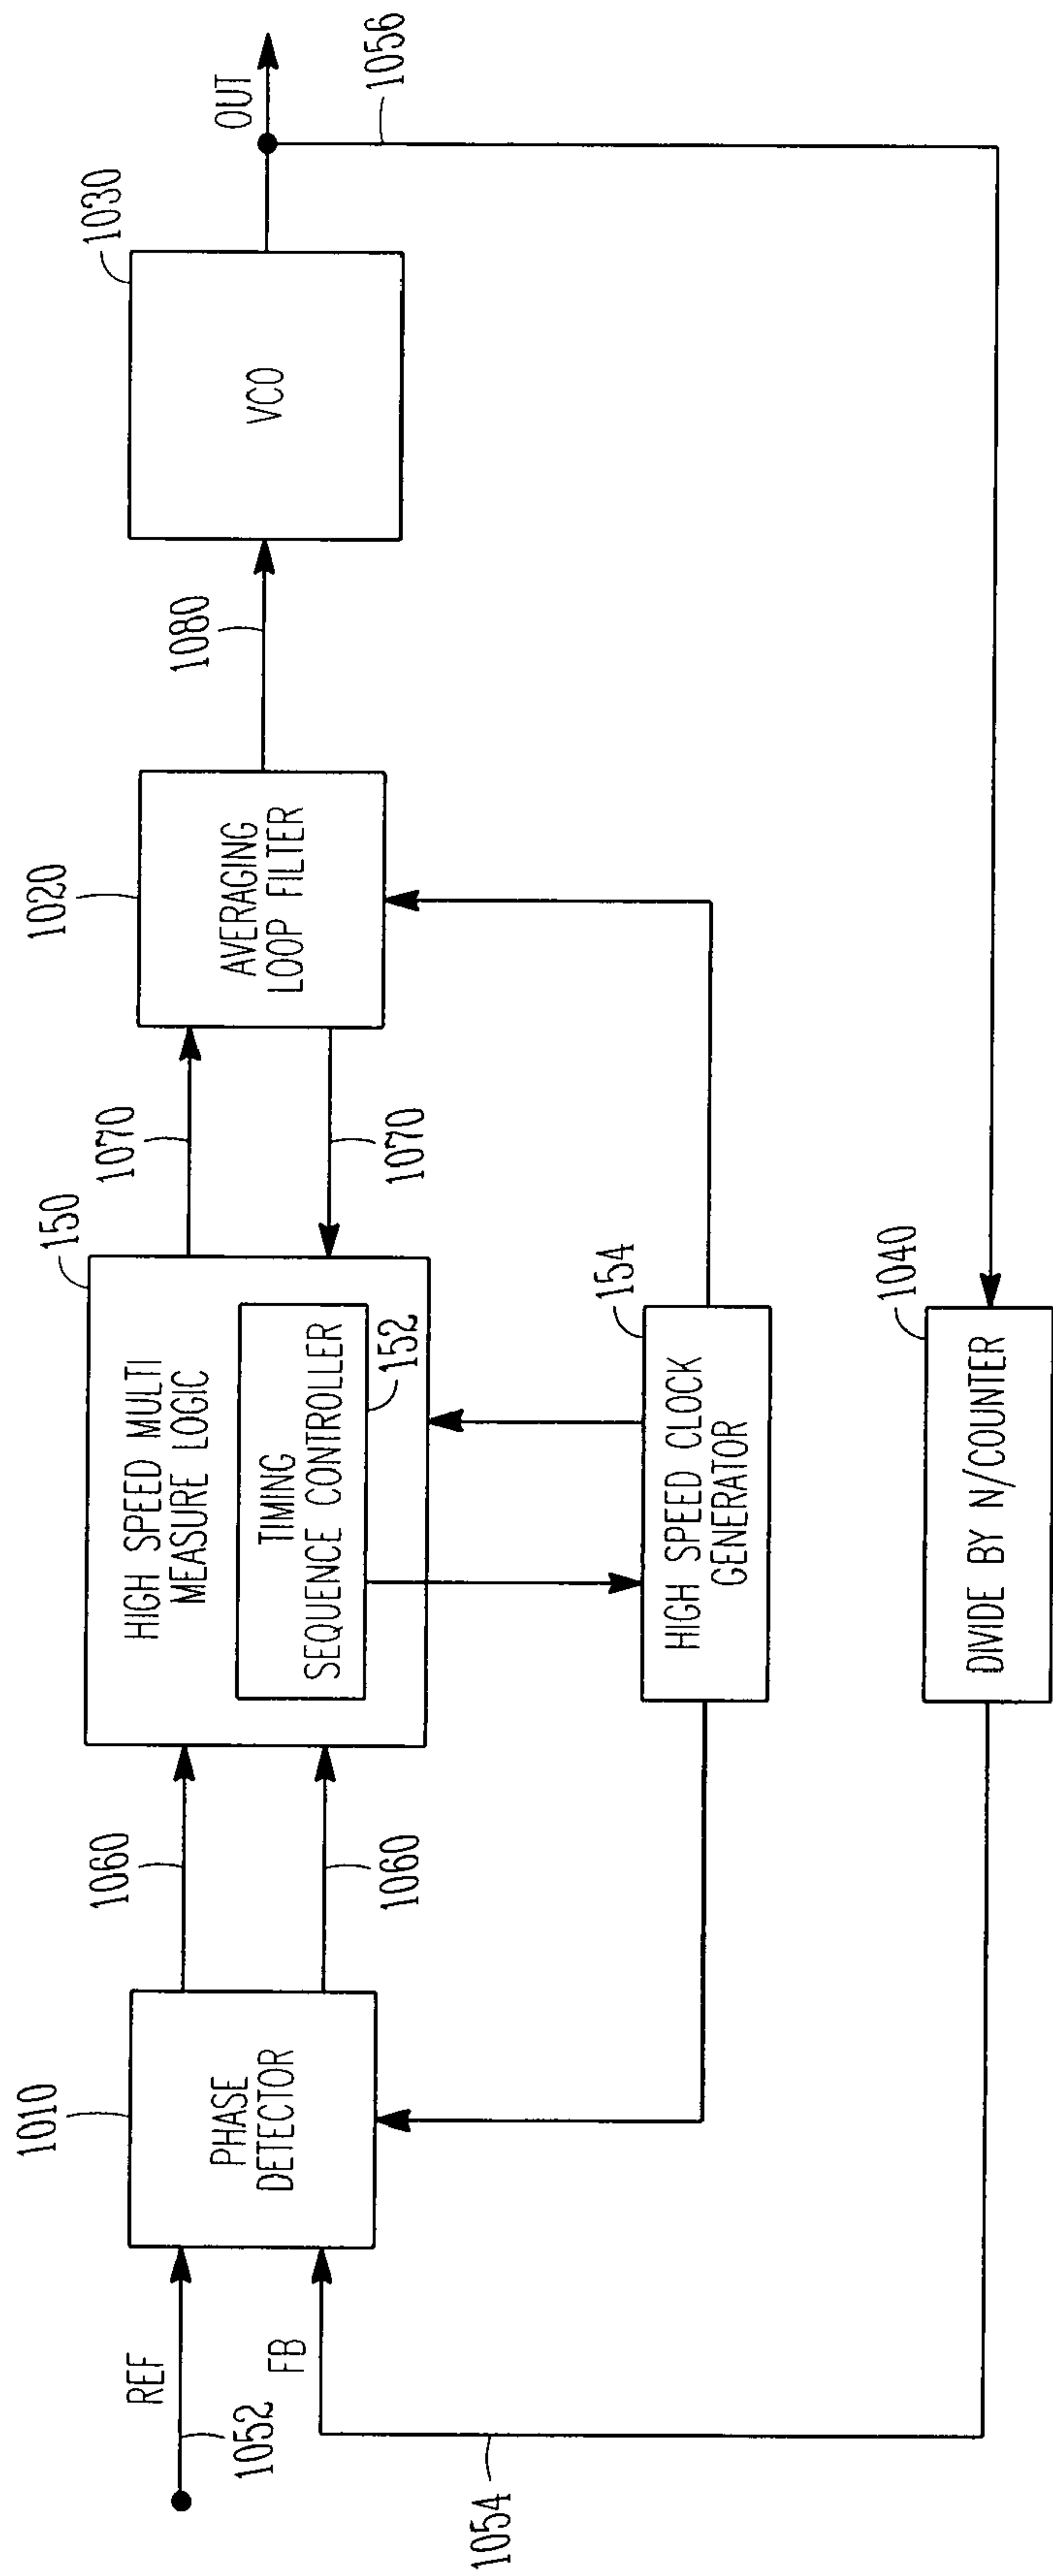 REF
1052
FB
1054
1010
PHASE
DETECTOR
1060
1060
150
HIGH SPEED MULTI
MEASURE LOGIC
TIMING
SEQUENCE CONTROLLER
152
1070
1070
1020
AVERAGING
LOOP FILTER
1080
1030
VCO
OUT
1056
154
HIGH SPEED CLOCK
GENERATOR
1040
DIVIDE BY N/COUNTER